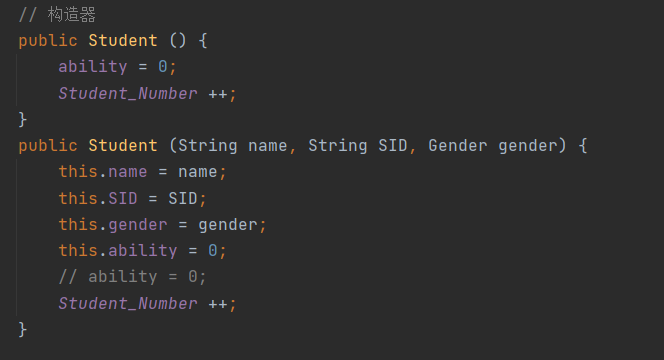 // 构造器
public Student () {
    ability = 0;
    Student_Number ++;
}
public Student (String name, String SID, Gender gender) {
    this.name = name;
    this.SID = SID;
    this.gender = gender;
    this.ability = 0;
    // ability = 0;
    Student_Number ++;
}